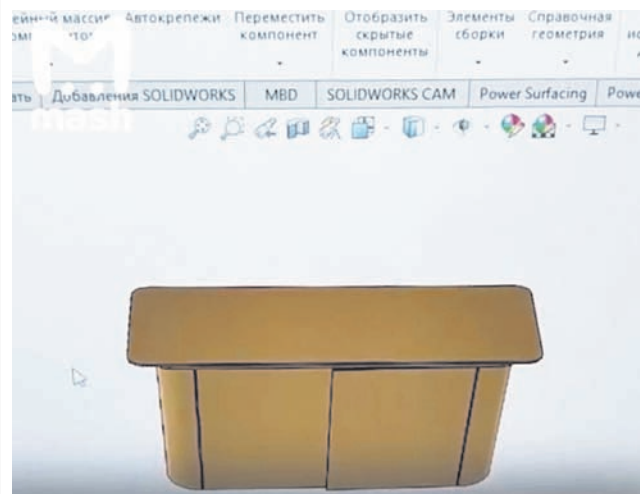 Автокрепежи
Переместить
компонент
Отобразить
скрытые
компоненты
Элементы
сборки
Справочная
геометрия
Добавления SOLIDWORKS
MBD
SOLIDWORKS CAM
Power Surfacing
mash